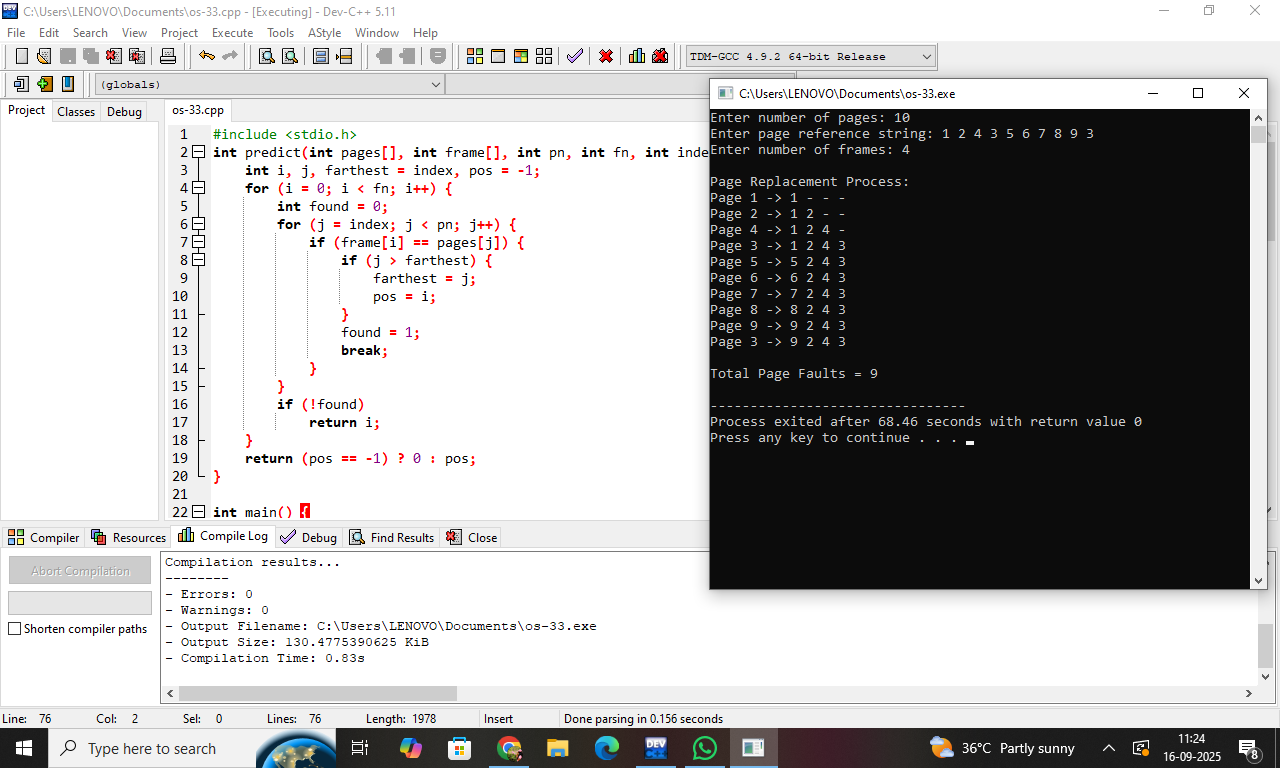 C:\Users\LENOVO\Documents\os-33.cpp - [Executing] - Dev-C++ 5.11
File Edit Search View Project Execute Tools AStyle Window Help
TDM-GCC 4.9.2 64-bit Release
(globals)
Project Classes Debug
os-33.cpp
1 #include <stdio.h>
2 int predict(int pages[], int frame[], int pn, int fn, int inde
3 int i, j, farthest = index, pos = -1;
4 for (i = 0; i < fn; i++) {
5 int found = 0;
6 for (j = index; j < pn; j++) {
7 if (frame[i] == pages[j]) {
8 if (j > farthest) {
9 farthest = j;
10 pos = i;
11 }
12 found = 1;
13 break;
14 }
15 }
16 if (!found)
17 return i;
18 }
19 return (pos == -1) ? 0 : pos;
20 }
21
22 int main() {
C:\Users\LENOVO\Documents\os-33.exe
Enter number of pages: 10
Enter page reference string: 1 2 4 3 5 6 7 8 9 3
Enter number of frames: 4
Page Replacement Process:
Page 1 -> 1 - - -
Page 2 -> 1 2 - -
Page 4 -> 1 2 4 -
Page 3 -> 1 2 4 3
Page 5 -> 5 2 4 3
Page 6 -> 6 2 4 3
Page 7 -> 7 2 4 3
Page 8 -> 8 2 4 3
Page 9 -> 9 2 4 3
Page 3 -> 9 2 4 3
Total Page Faults = 9
--------------------------------
Process exited after 68.46 seconds with return value 0
Press any key to continue . . .
Compiler Resources Compile Log Debug Find Results Close
Abort Compilation
Shorten compiler paths
Compilation results...
--------
- Errors: 0
- Warnings: 0
- Output Filename: C:\Users\LENOVO\Documents\os-33.exe
- Output Size: 130.4775390625 KiB
- Compilation Time: 0.83s
Line: 76 Col: 2 Sel: 0 Lines: 76 Length: 1978 Insert Done parsing in 0.156 seconds
Type here to search
DEV
36°C Partly sunny
11:24
16-09-2025
8